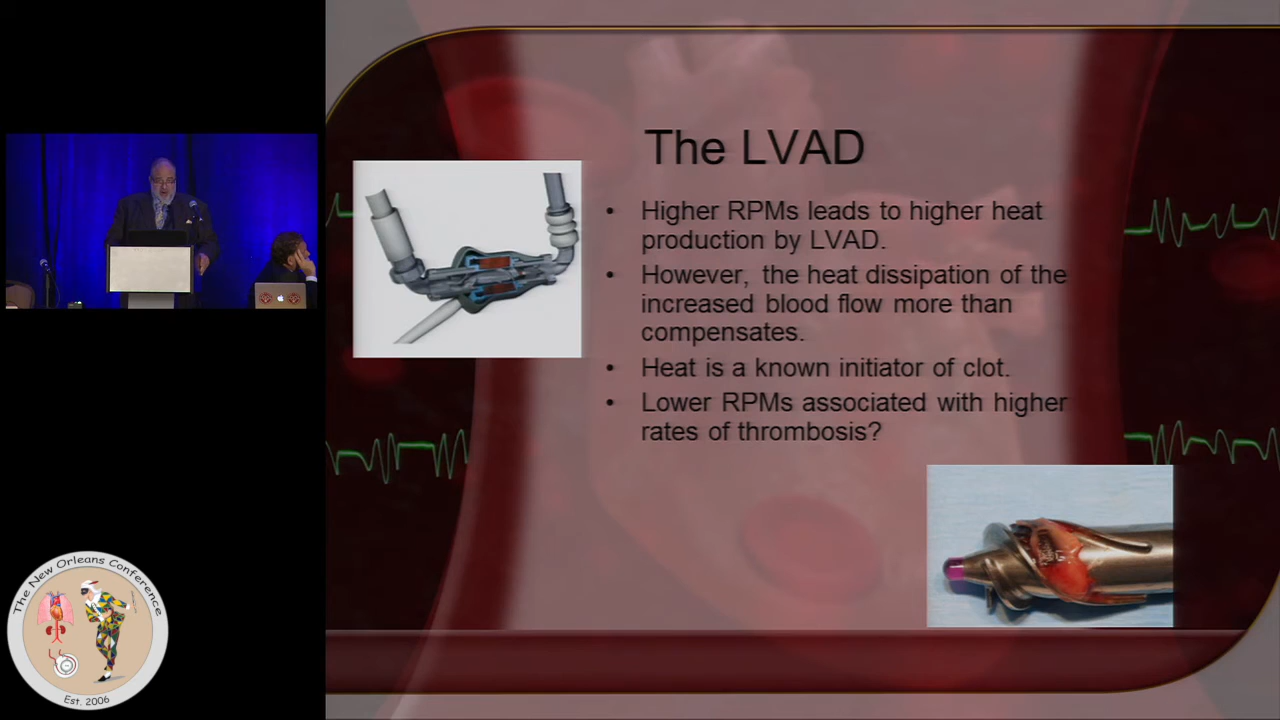 The LVAD
• Higher RPMs leads to higher heat
production by LVAD.
• However, the heat dissipation of the
increased blood flow more than
compensates.
• Heat is a known initiator of clot.
• Lower RPMs associated with higher
rates of thrombosis?
The New Orleans Conference
Est. 2006